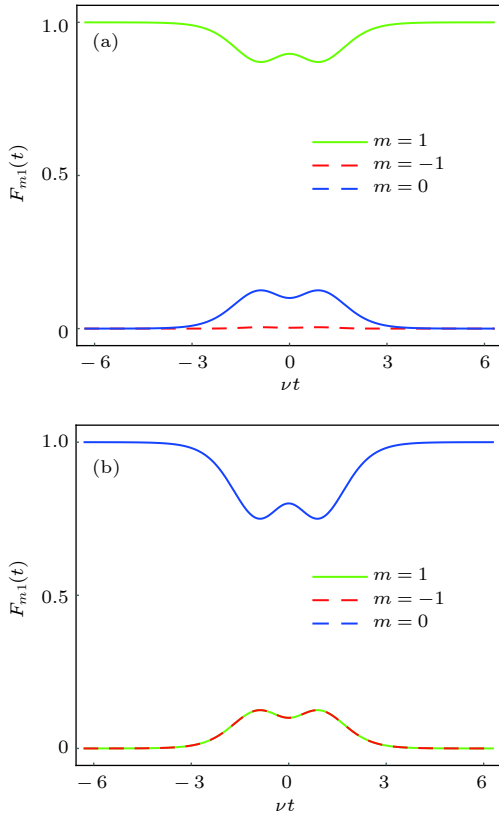 1.0
(a)
m = 1
m = −1
m = 0
0.5
F_{m1}(t)
0
−6 −3 0 3 6
νt
1.0
(b)
m = 1
m = −1
m = 0
0.5
F_{m1}(t)
0
−6 −3 0 3 6
νt